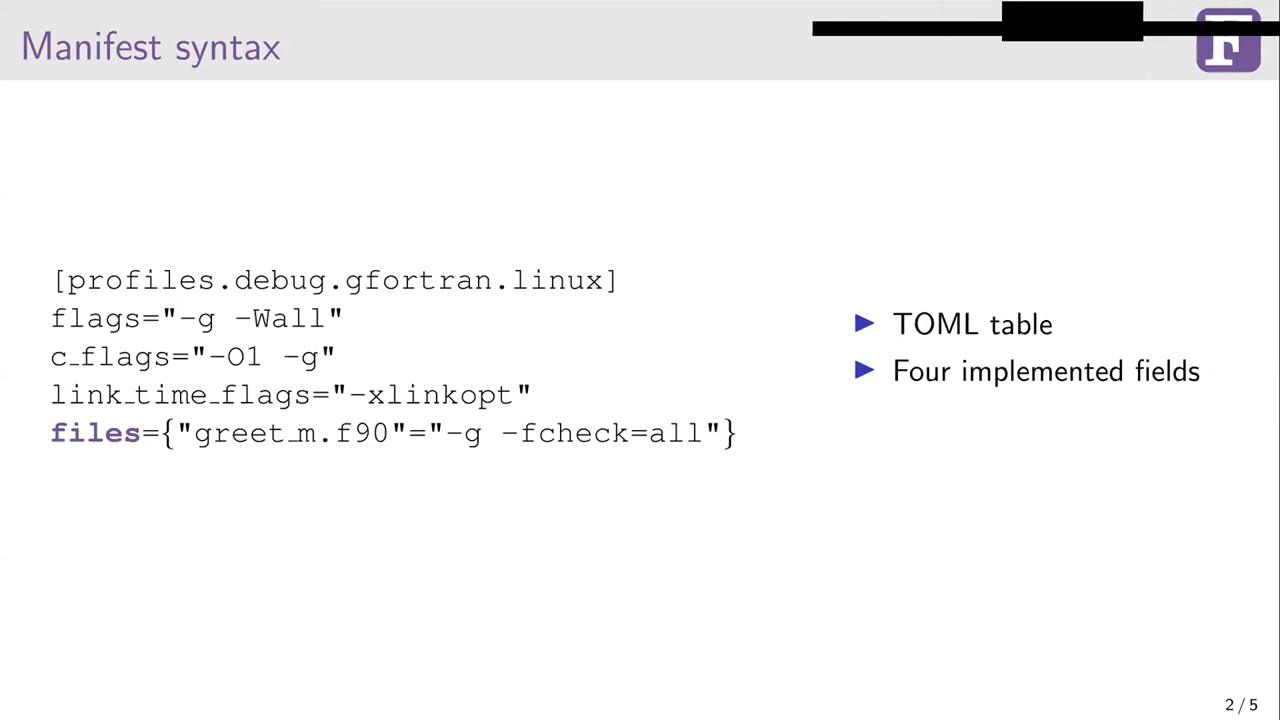 Manifest syntax
F
[profiles.debug.gfortran.linux]
flags="-g -Wall"
c_flags="-O1 -g"
link_time_flags="-xlinkopt"
files={"greet_m.f90"="-g -fcheck=all"}
▶ TOML table
▶ Four implemented fields
2 / 5